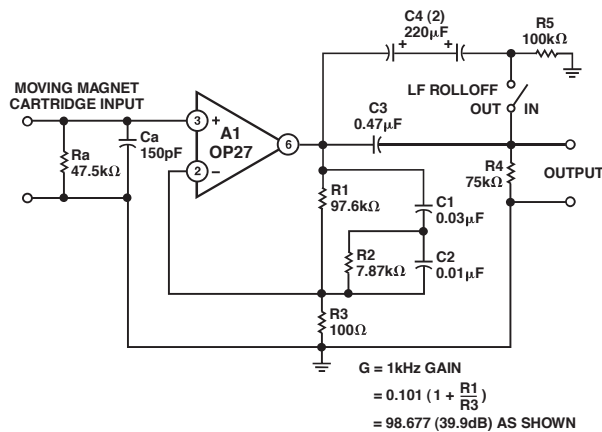 C4 (2)
220µF
+
+
R5
100kΩ
MOVING MAGNET
CARTRIDGE INPUT
LF ROLLOFF
OUT
IN
Ca
150pF
Ra
47.5kΩ
3
+
A1
OP27
2
–
6
C3
0.47µF
R4
75kΩ
OUTPUT
R1
97.6kΩ
C1
0.03µF
R2
7.87kΩ
C2
0.01µF
R3
100Ω
G = 1kHz GAIN
= 0.101 ( 1 + R1
R3 )
= 98.677 (39.9dB) AS SHOWN